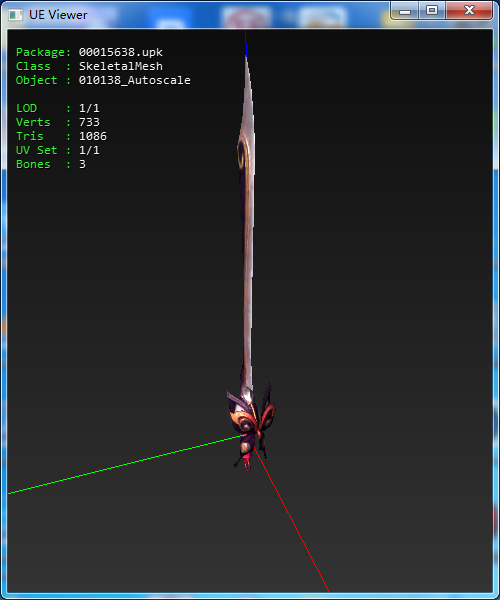 UE Viewer
Package: 00015638.upk
Class : SkeletalMesh
Object : 010138_Autoscale
LOD : 1/1
Verts : 733
Tris : 1086
UV Set : 1/1
Bones : 3